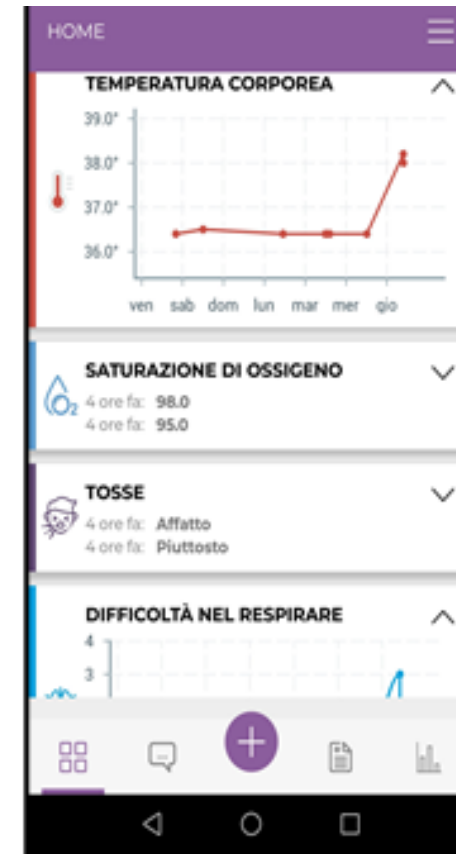 HOME
TEMPERATURA CORPOREA
39.0°
38.0°
37.0°
36.0°
ven sab dom lun mar mer gio
SATURAZIONE DI OSSIGENO
O2
4 ore fa: 98.0
4 ore fa: 95.0
TOSSE
4 ore fa: Affatto
4 ore fa: Piuttosto
DIFFICOLTÀ NEL RESPIRARE
4
3